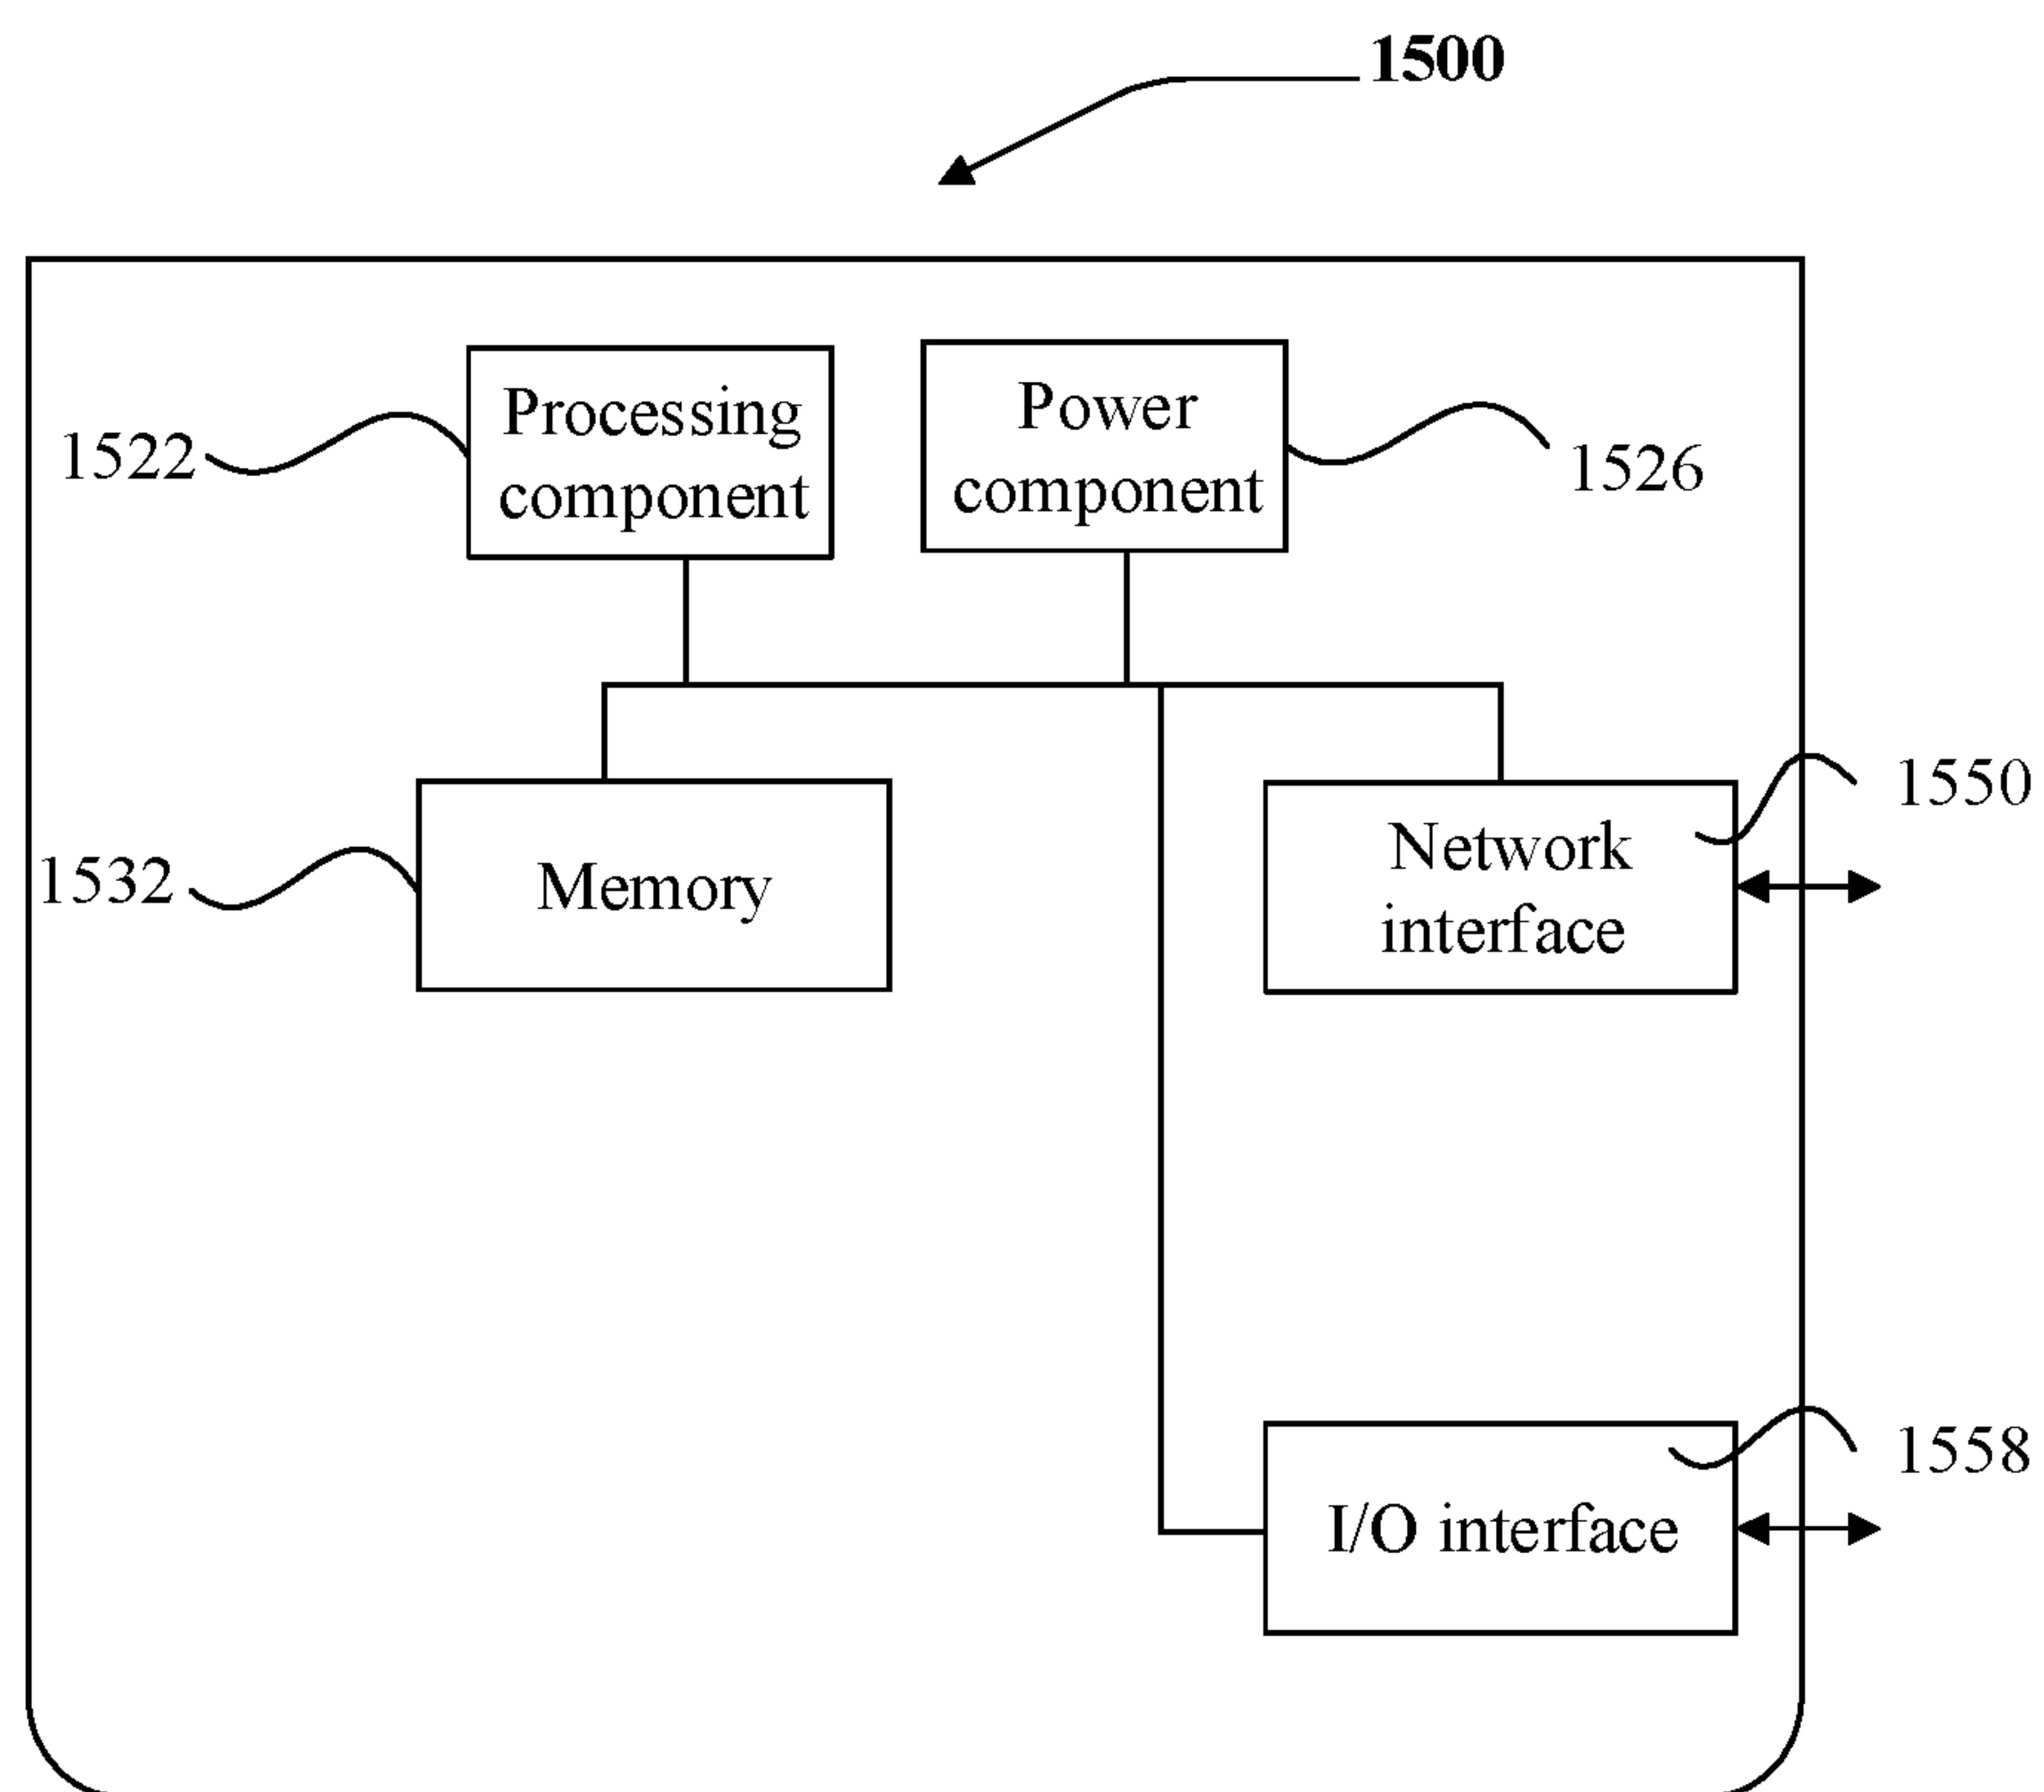 1500
Processing
component
Power
component
1522
1526
1550
Network
interface
1532
Memory
1558
I/O interface